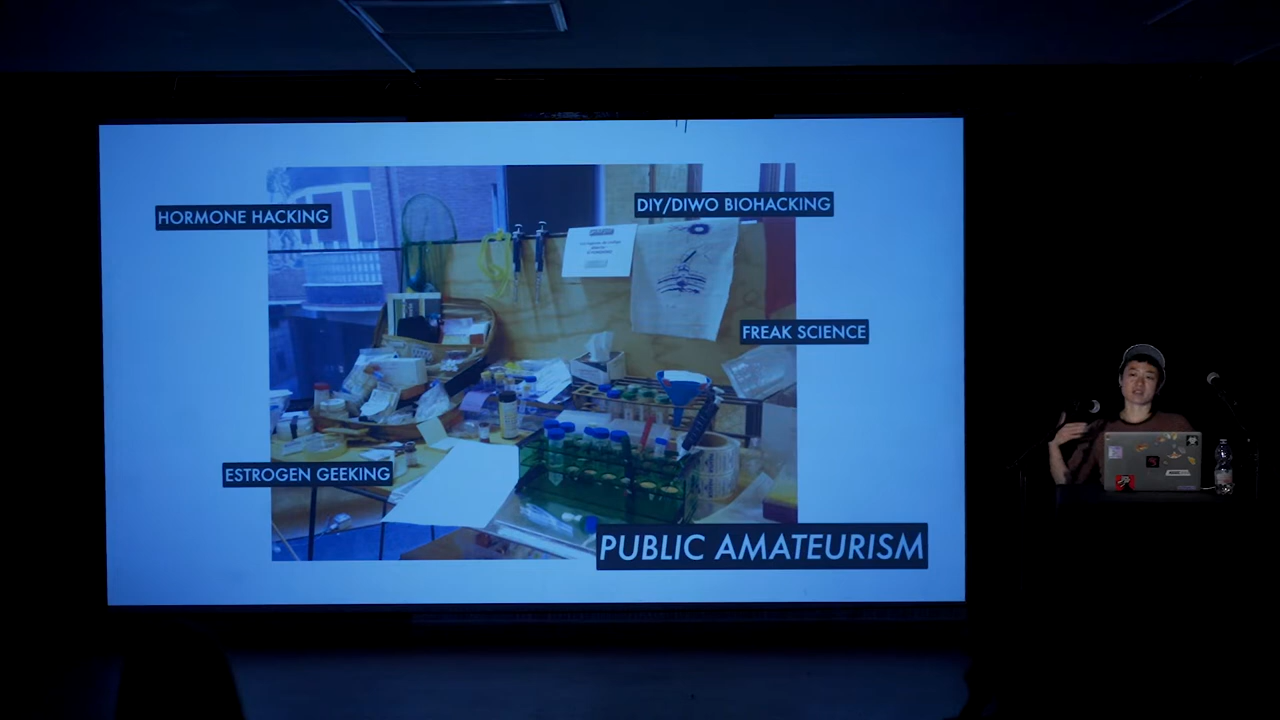 HORMONE HACKING
DIY/DIWO BIOHACKING
FREAK SCIENCE
ESTROGEN GEEKING
PUBLIC AMATEURISM